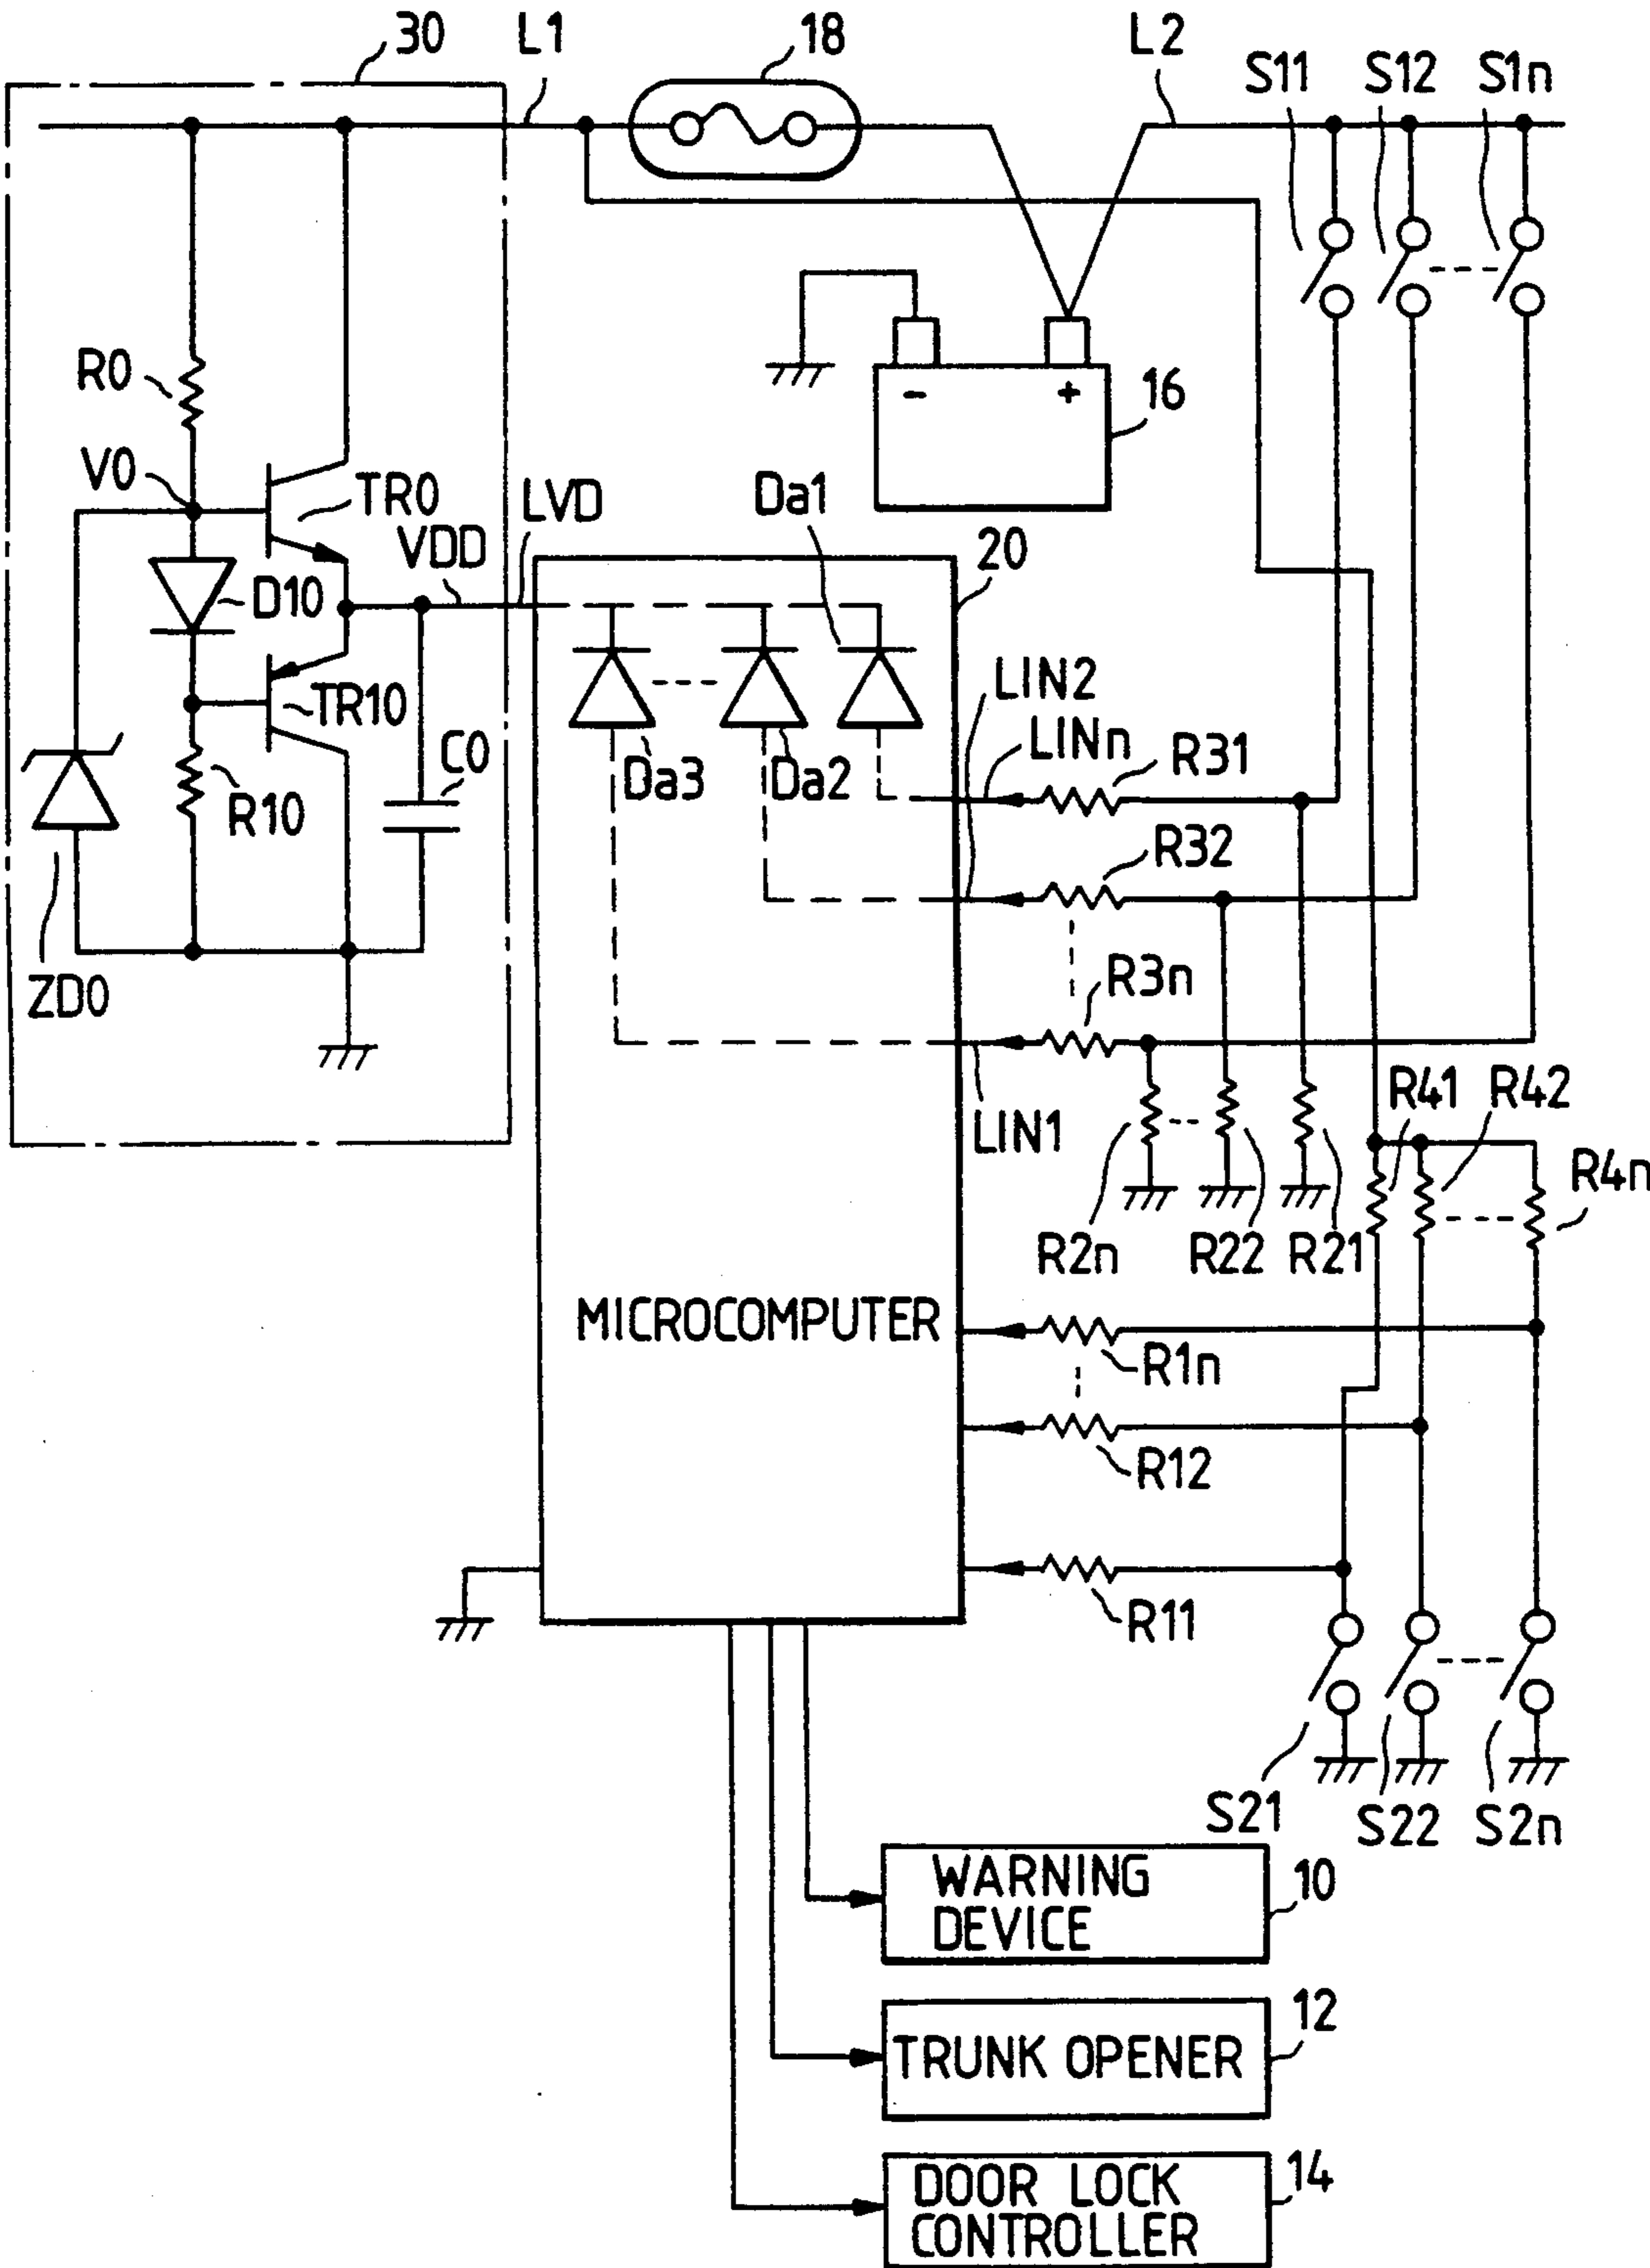 30
L1
18
L2
S11
S12
S1n
R0
V0
TR0
VDD
LVD
Da1
-
+
16
20
D10
TR10
C0
R10
ZD0
Da3
Da2
LIN2
LINn
R31
R32
R3n
LIN1
R41
R42
R4n
R2n
R22
R21
MICROCOMPUTER
R1n
R12
R11
S21
S22
S2n
WARNING
DEVICE
10
TRUNK OPENER
12
DOOR LOCK
CONTROLLER
14